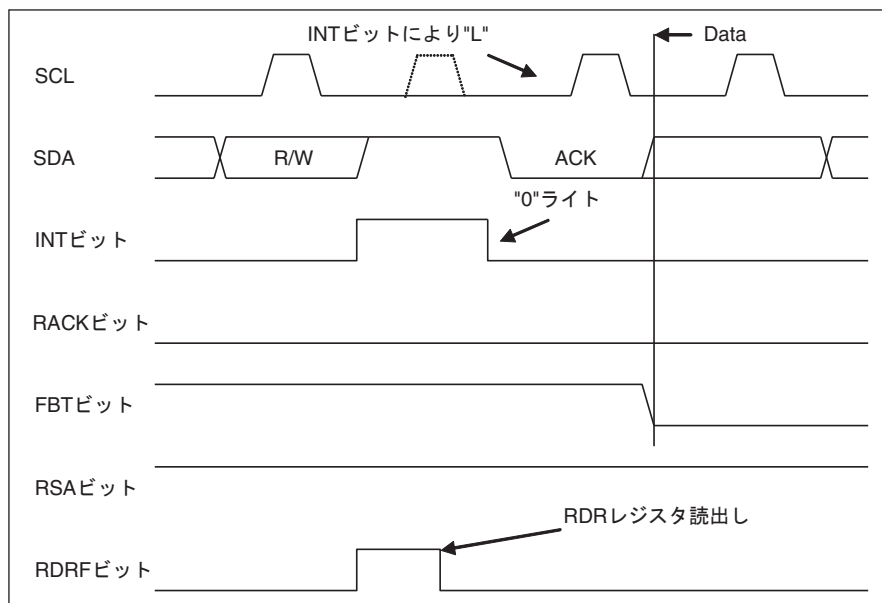 INTビットにより"L"
Data
SCL
SDA
R/W
ACK
"0"ライト
INTビット
RACKビット
FBTビット
RSAビット
RDRレジスタ読出し
RDRFビット